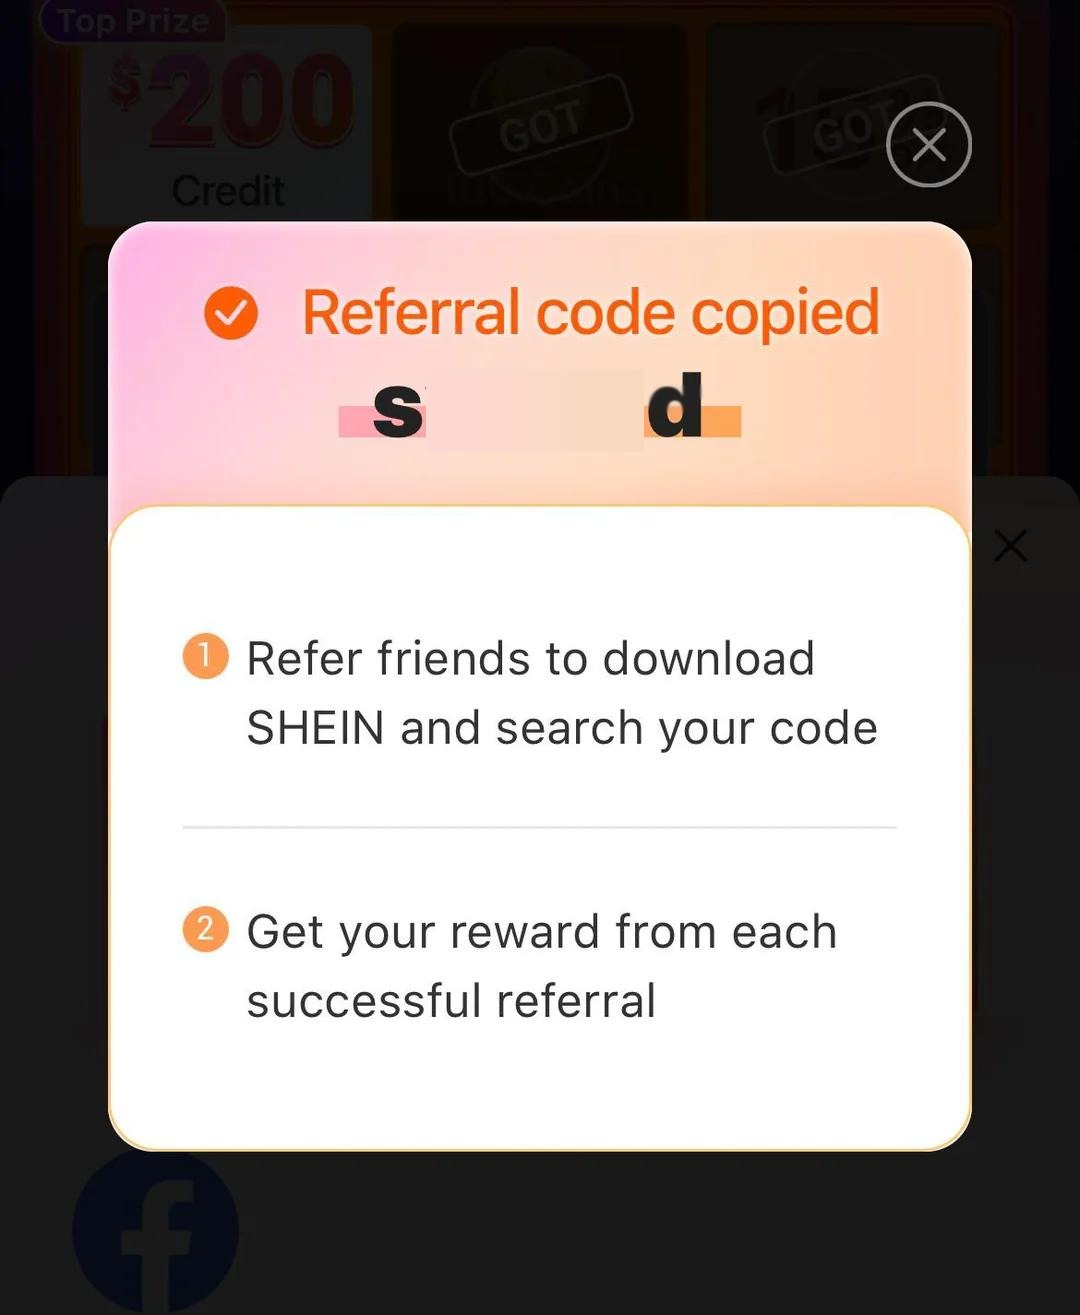 Top Prize
$200
Credit
GOT
GOT
Referral code copied
s d
1 Refer friends to download
SHEIN and search your code
2 Get your reward from each
successful referral